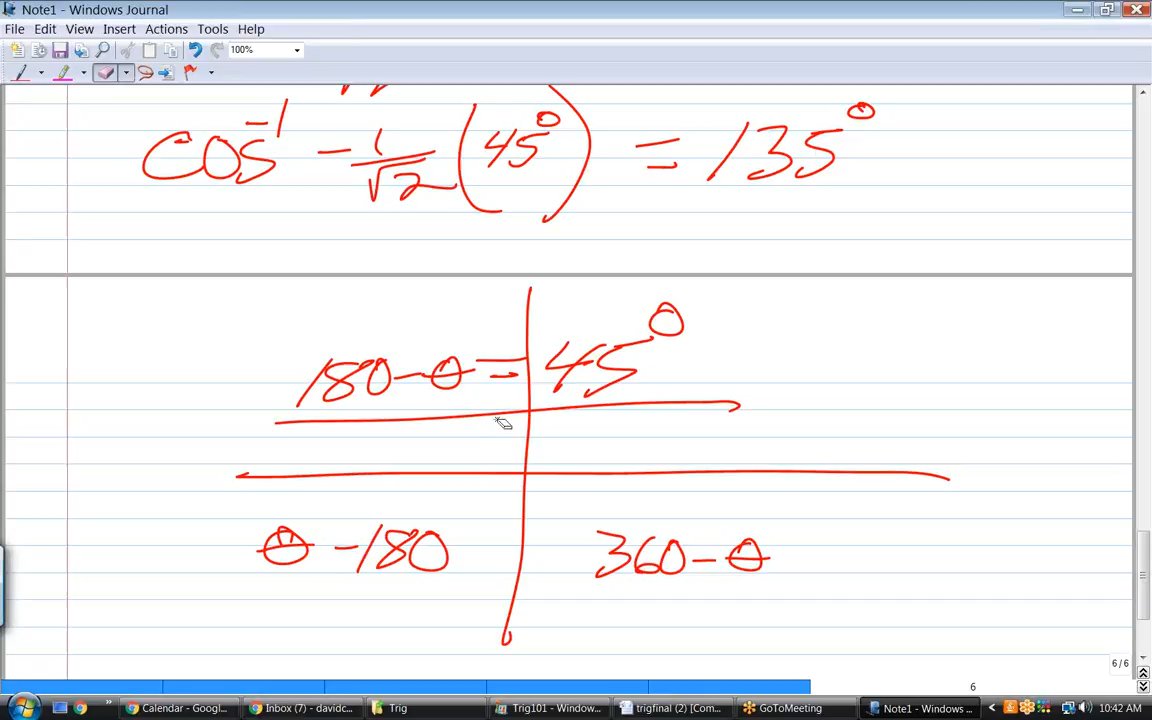 Note1 - Windows Journal
File Edit View Insert Actions Tools Help
100%
cos⁻¹ -1/√2 (45° ) = 135°
180-θ = 45°
θ -180 360-θ
6/6
6
Calendar - Googl... Inbox (7) - davidc... Trig Trig101 - Window... trigfinal (2) [Com... GoToMeeting Note1 - Windows ... 10:42 AM